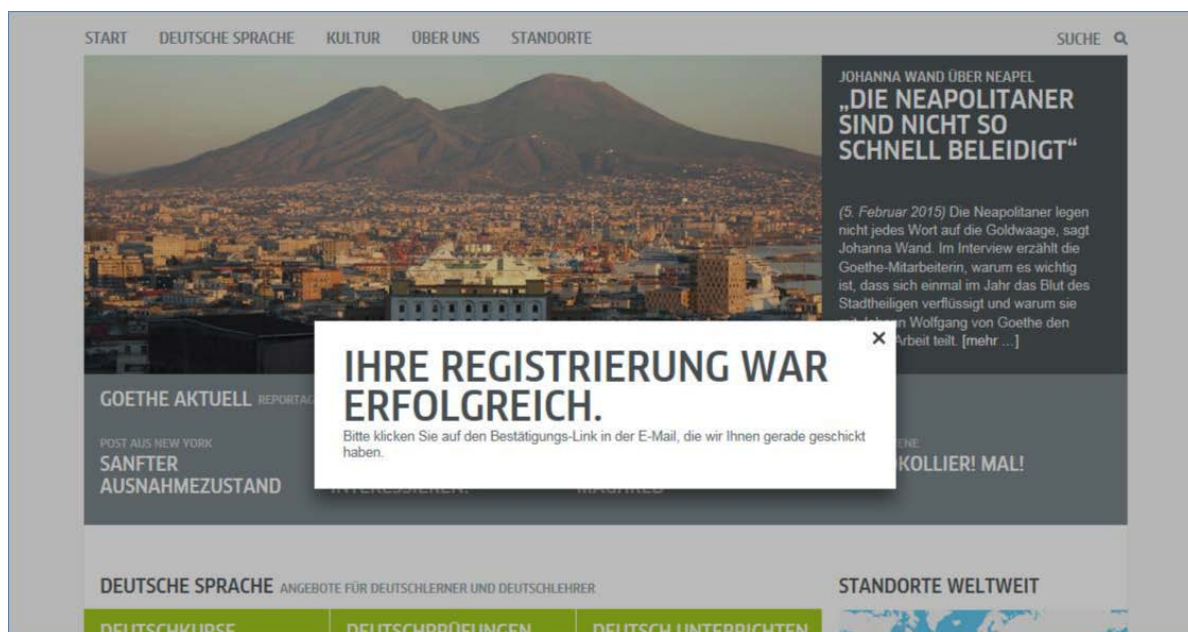 START DEUTSCHE SPRACHE KULTUR ÜBER UNS STANDORTE SUCHE
JOHANNA WAND ÜBER NEAPEL
„DIE NEAPOLITANER
SIND NICHT SO
SCHNELL BELEIDIGT“
(5. Februar 2015) Die Neapolitaner legen
nicht jedes Wort auf die Goldwaage, sagt
Johanna Wand. Im Interview erzählt die
Goethe-Mitarbeiterin, warum es wichtig
ist, dass sich einmal im Jahr das Blut des
Stadtheiligen verflüssigt und warum sie
Wolfgang von Goethe den
Arbeit teilt. [mehr ...]
IHRE REGISTRIERUNG WAR
ERFOLGREICH.
Bitte klicken Sie auf den Bestätigungs-Link in der E-Mail, die wir Ihnen gerade geschickt
haben.
GOETHE AKTUELL
POST AUS NEW YORK
SANFTER
AUSNAHMEZUSTAND
KOLLIER! MAL!
DEUTSCHE SPRACHE ANGEBOTE FÜR DEUTSCHLERNER UND DEUTSCHLEHRER
STANDORTE WELTWEIT
DEUTSCHKURSE DEUTSCHPRÜFUNGEN DEUTSCH UNTERRICHTEN